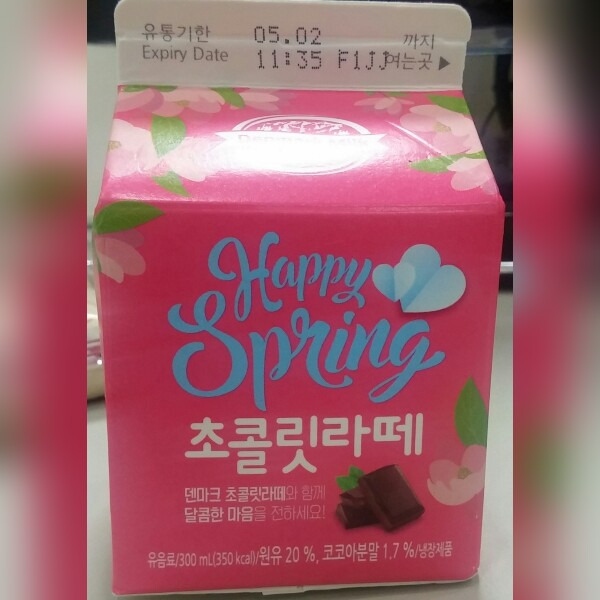 유통기한 05.02 까지
Expiry Date 11:35 F1JJ 여는곳 ▶
Happy
Spring
초콜릿라떼
덴마크 초콜릿라떼와 함께
달콤한 마음을 전하세요!
유음료/300 mL(350 kcal)/원유 20 %, 코코아분말 1.7 %/냉장제품